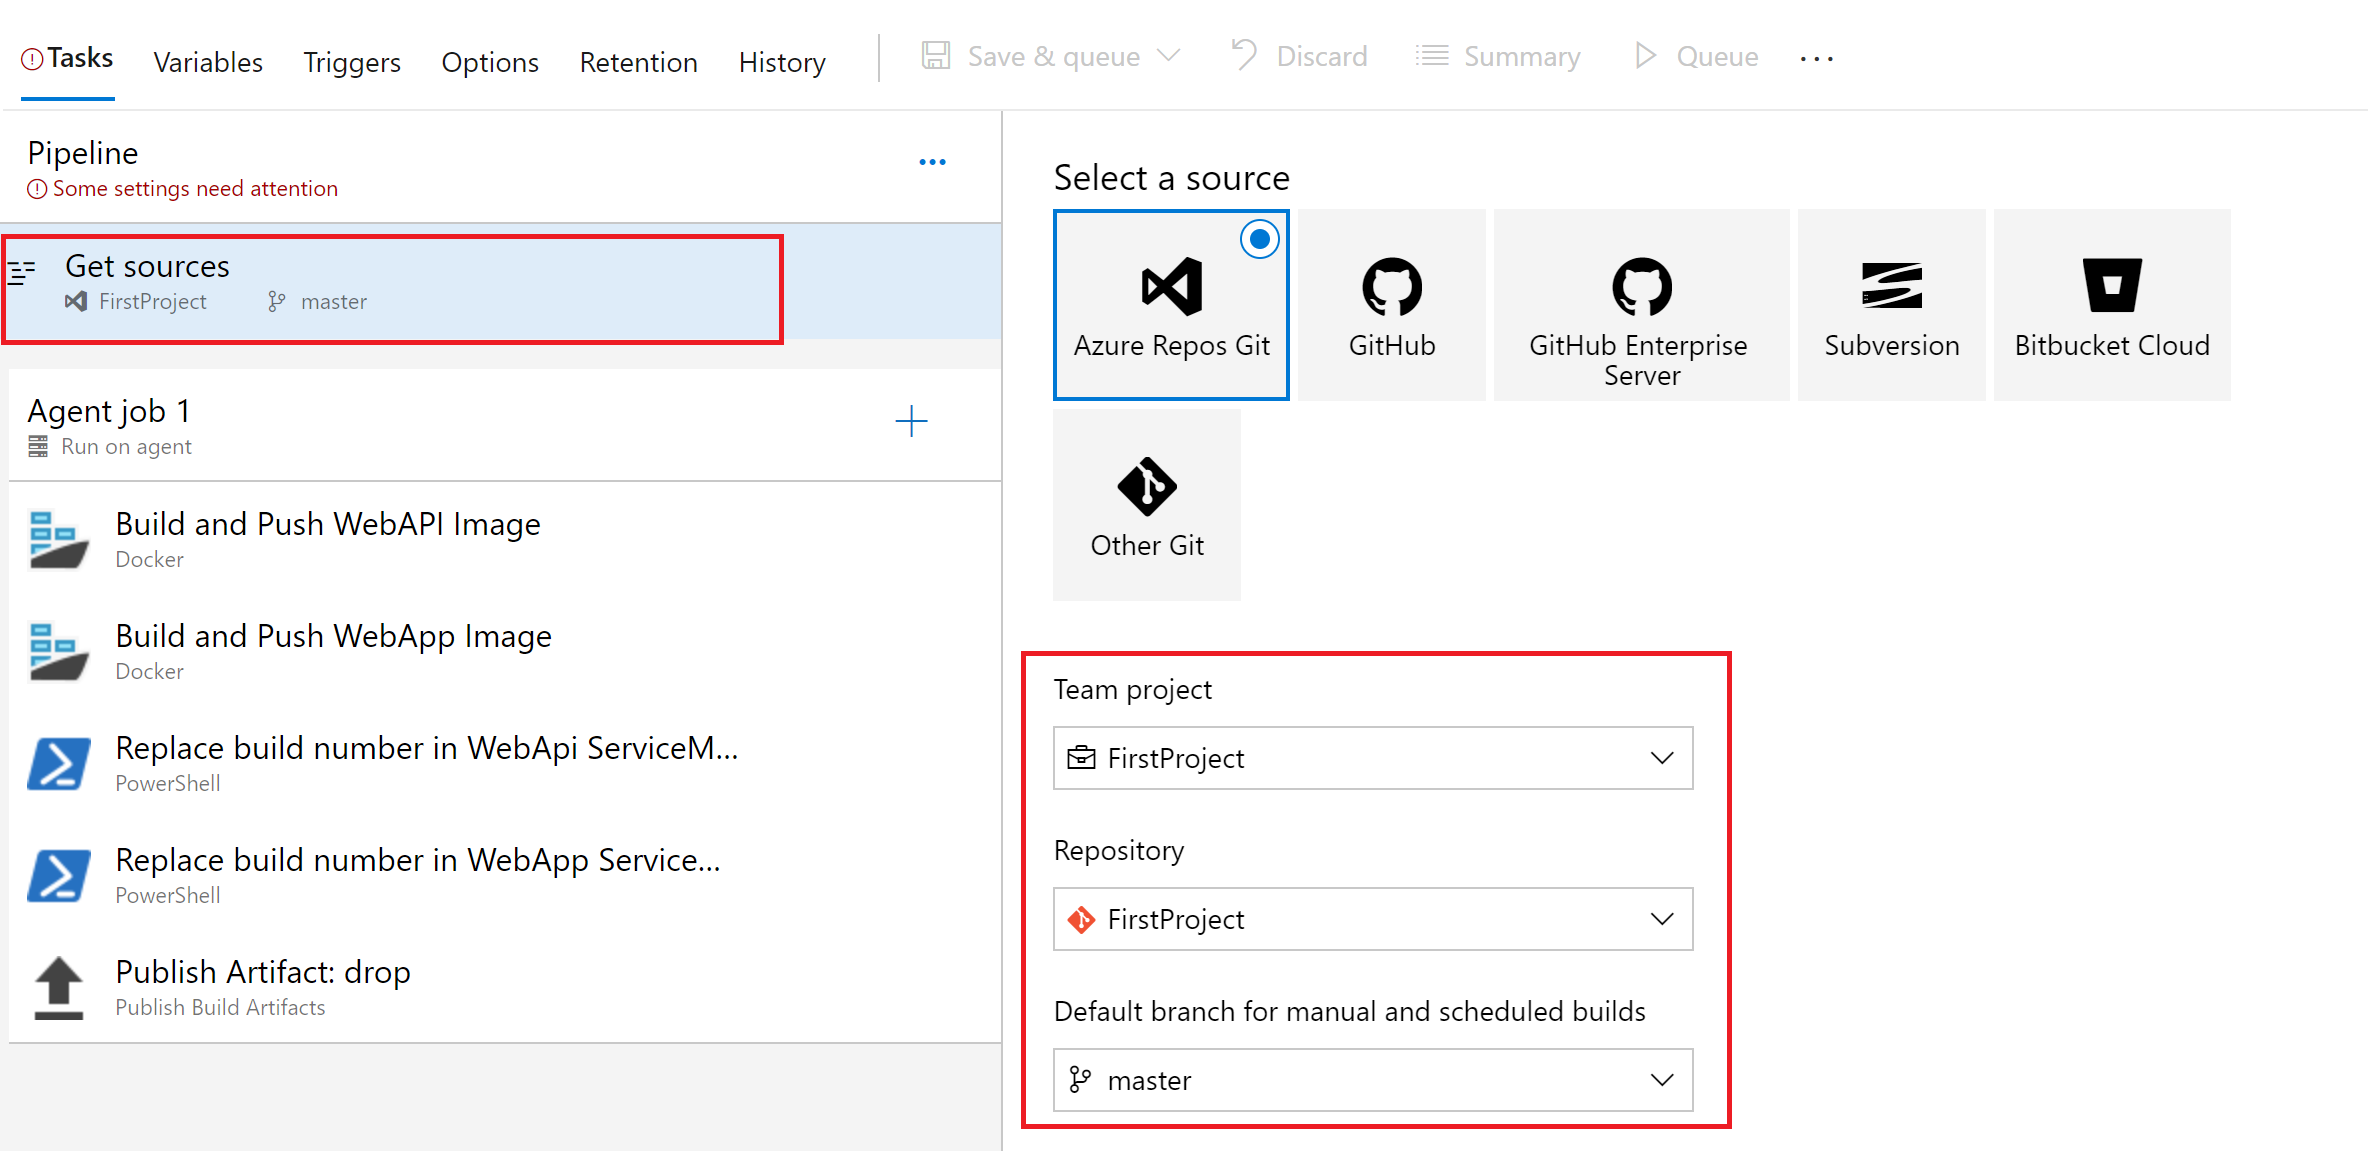 Tasks Variables Triggers Options Retention History Save & queue Discard Summary Queue ...
Pipeline
Some settings need attention
Get sources
FirstProject master
Agent job 1
Run on agent
Build and Push WebAPI Image
Docker
Build and Push WebApp Image
Docker
Replace build number in WebApi ServiceM...
PowerShell
Replace build number in WebApp Service...
PowerShell
Publish Artifact: drop
Publish Build Artifacts
Select a source
Azure Repos Git
GitHub
GitHub Enterprise
Server
Subversion
Bitbucket Cloud
Other Git
Team project
FirstProject
Repository
FirstProject
Default branch for manual and scheduled builds
master